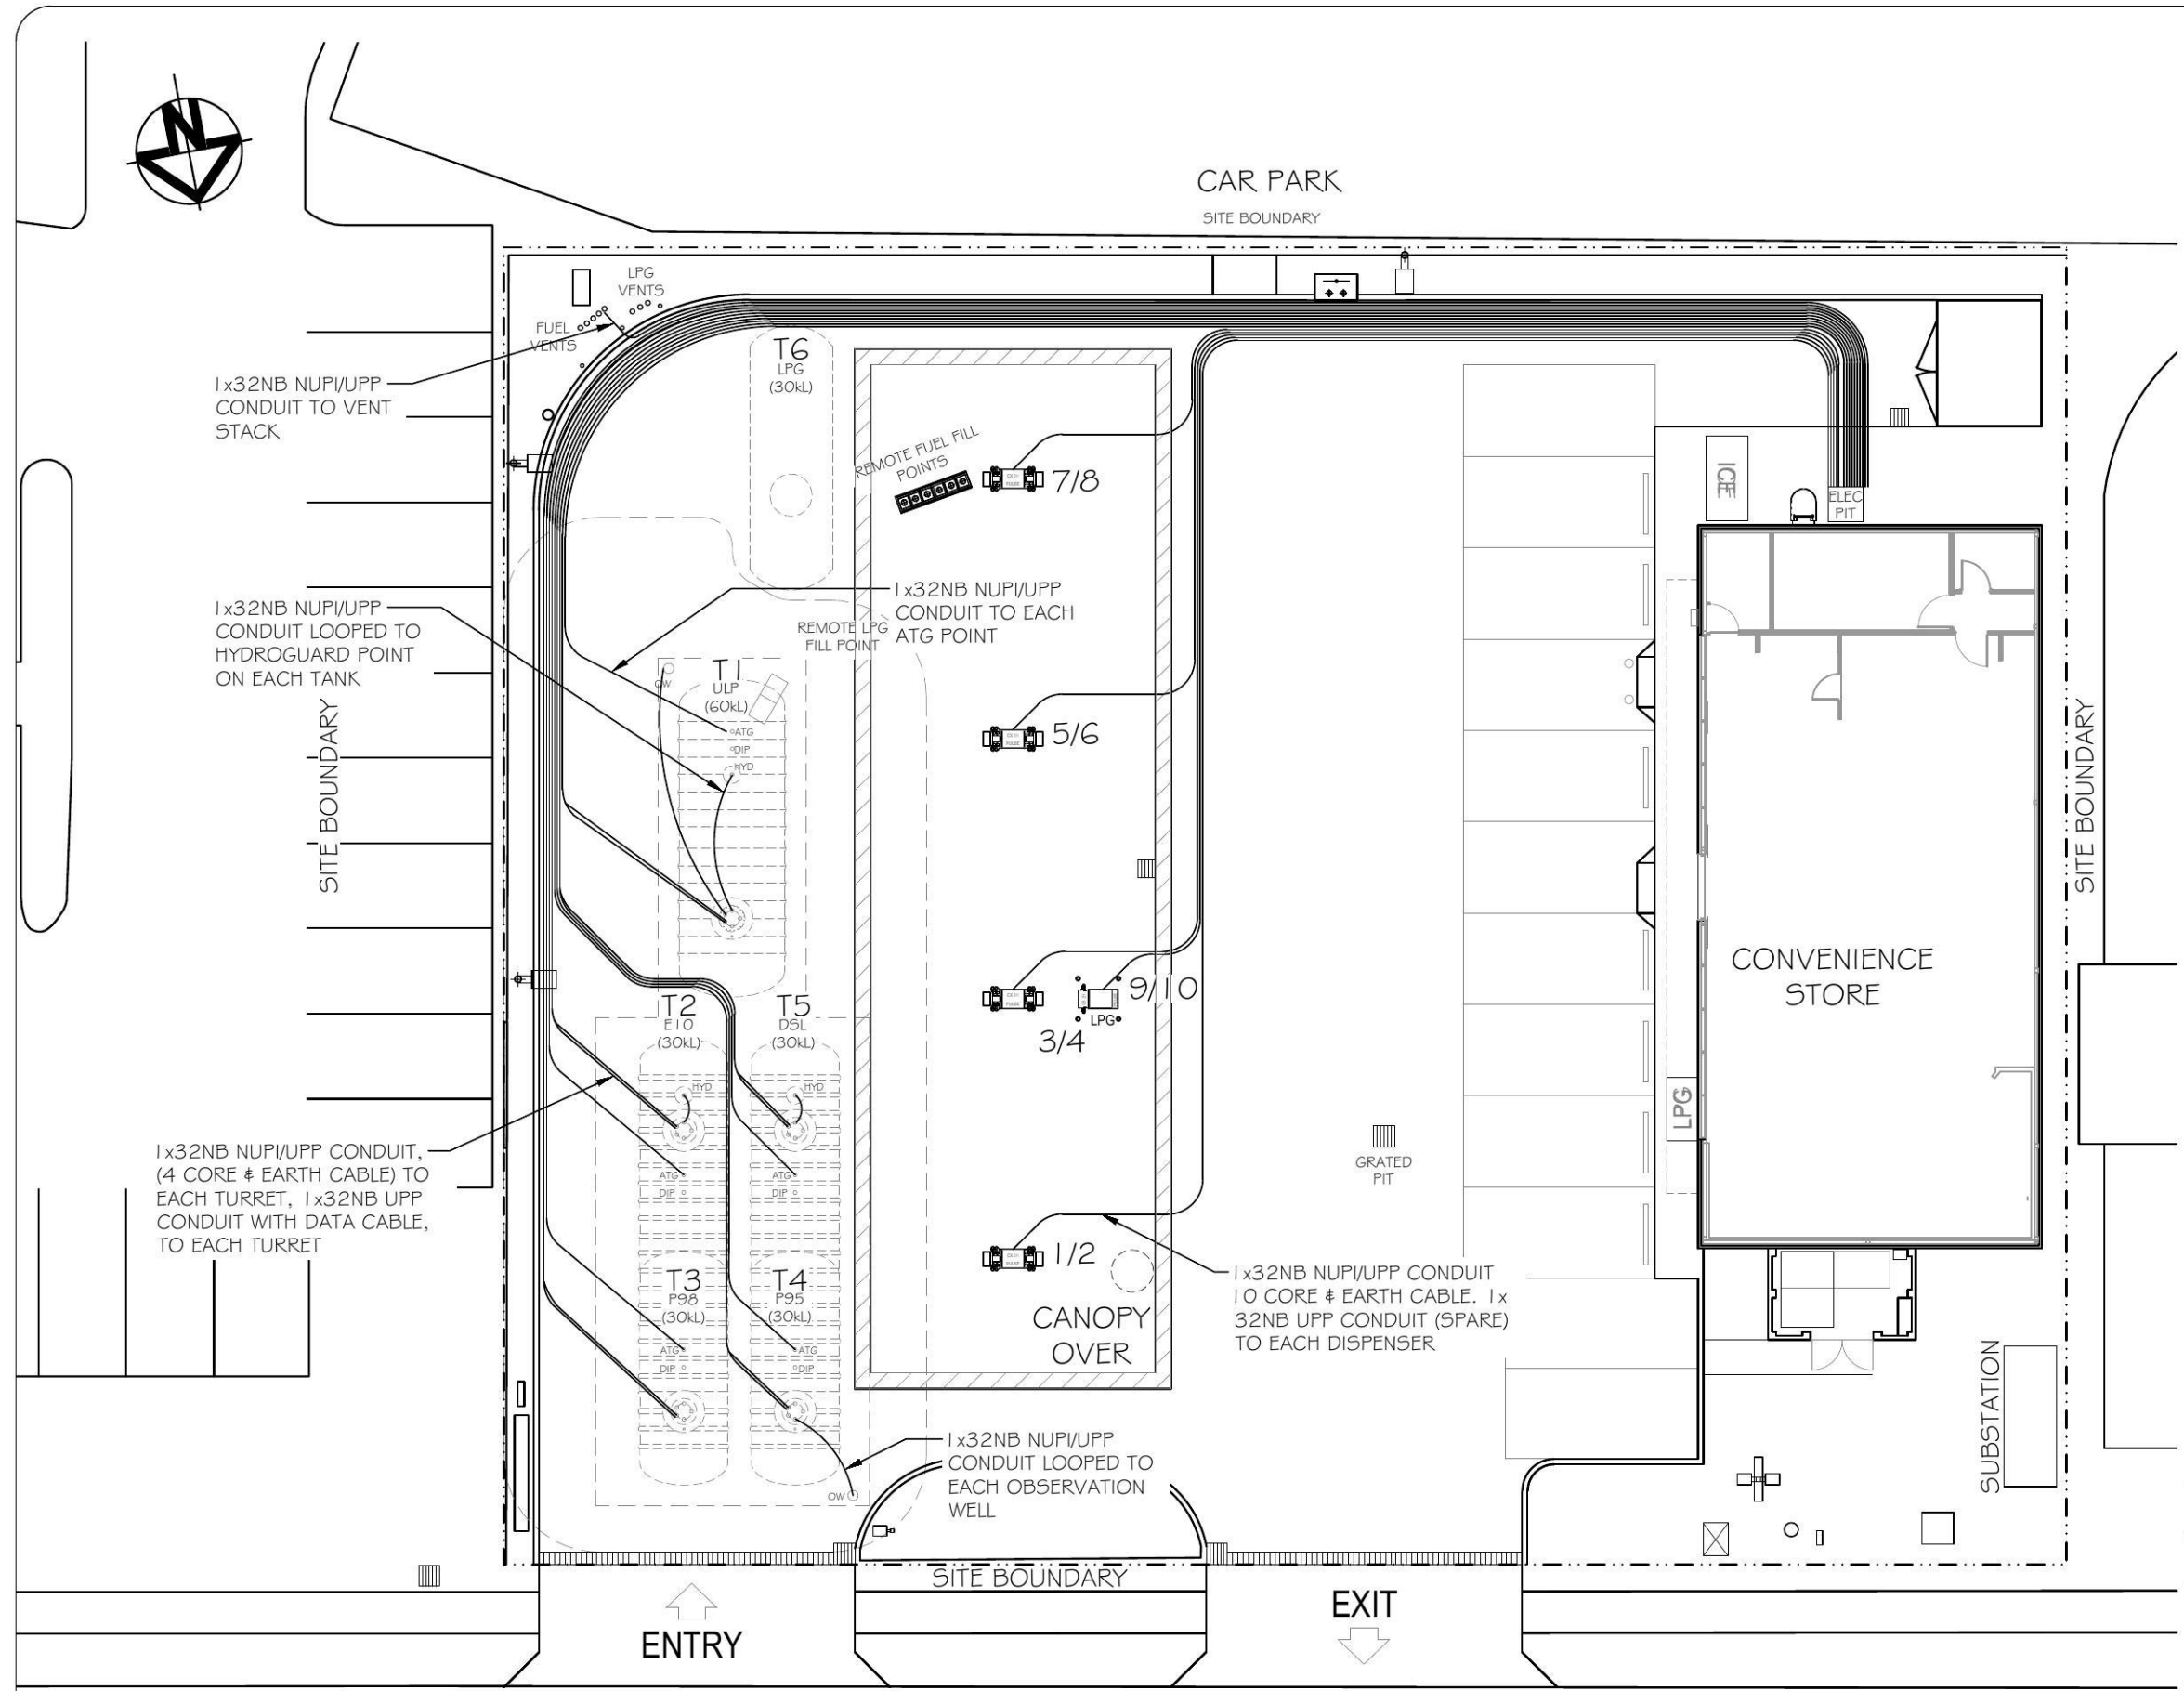 N
CAR PARK
SITE BOUNDARY
LPG
VENTS
FUEL
VENTS
1x32NB NUPI/UPP
CONDUIT TO VENT
STACK
T6
LPG
(30kL)
REMOTE FUEL FILL
POINTS
7/8
ICE
ELEC
PIT
1x32NB NUPI/UPP
CONDUIT LOOPED TO
HYDROGUARD POINT
ON EACH TANK
1x32NB NUPI/UPP
CONDUIT TO EACH
ATG POINT
REMOTE LPG
FILL POINT
OW
T1
ULP
(60kL)
ATG
DIP
HYD
5/6
SITE BOUNDARY
SITE BOUNDARY
CONVENIENCE
STORE
T2
E10
(30kL)
T5
DSL
(30kL)
9/10
LPG
3/4
HYD
HYD
ATG
DIP
ATG
DIP
LPG
GRATED
PIT
1x32NB NUPI/UPP CONDUIT,
(4 CORE & EARTH CABLE) TO
EACH TURRET, 1x32NB UPP
CONDUIT WITH DATA CABLE,
TO EACH TURRET
T3
P98
(30kL)
T4
P95
(30kL)
ATG
DIP
ATG
DIP
1/2
CANOPY
OVER
1x32NB NUPI/UPP CONDUIT
10 CORE & EARTH CABLE. 1x
32NB UPP CONDUIT (SPARE)
TO EACH DISPENSER
SUBSTATION
1x32NB NUPI/UPP
CONDUIT LOOPED TO
EACH OBSERVATION
WELL
OW
SITE BOUNDARY
ENTRY
EXIT